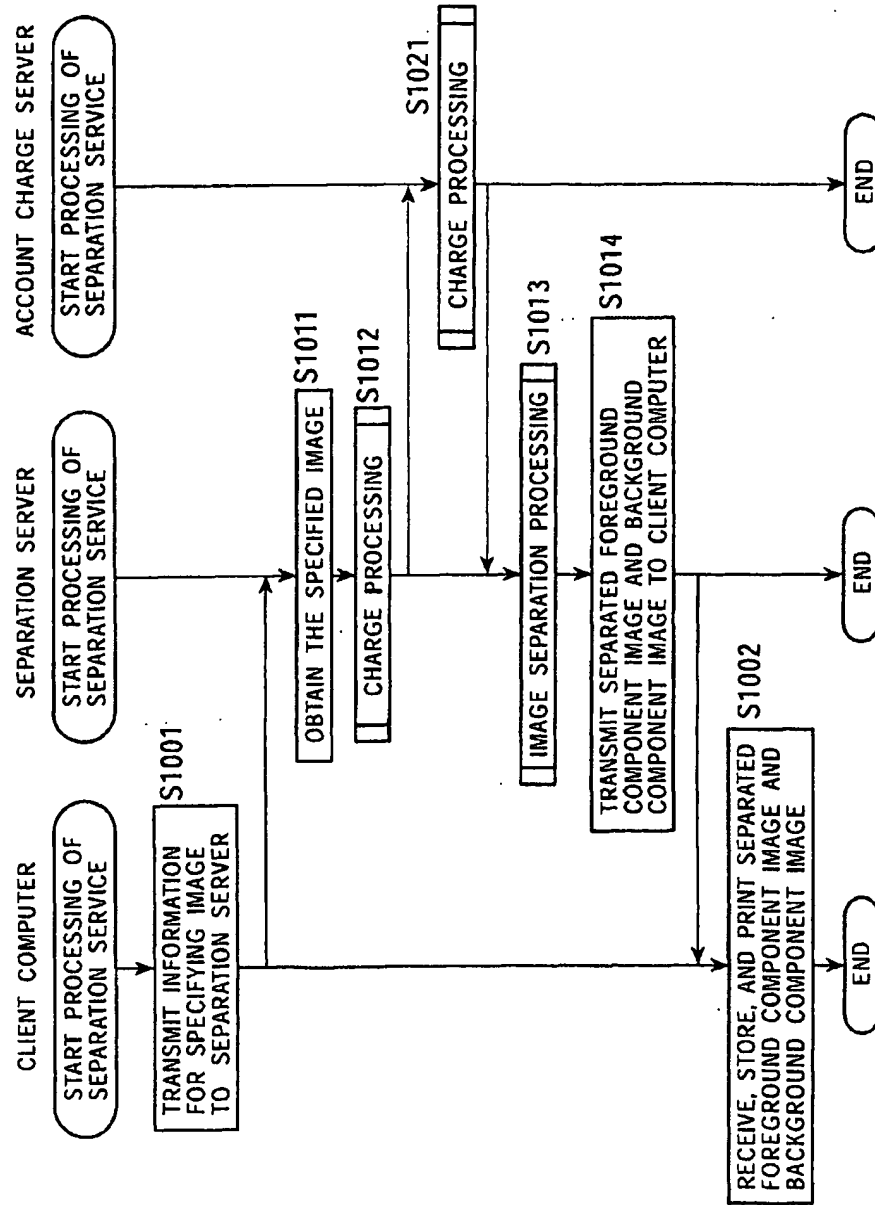 CLIENT COMPUTER
START PROCESSING OF
SEPARATION SERVICE
S1001
TRANSMIT INFORMATION
FOR SPECIFYING IMAGE
TO SEPARATION SERVER
S1002
RECEIVE, STORE, AND PRINT SEPARATED
FOREGROUND COMPONENT IMAGE AND
BACKGROUND COMPONENT IMAGE
END
SEPARATION SERVER
START PROCESSING OF
SEPARATION SERVICE
S1011
OBTAIN THE SPECIFIED IMAGE
S1012
CHARGE PROCESSING
S1013
IMAGE SEPARATION PROCESSING
S1014
TRANSMIT SEPARATED FOREGROUND
COMPONENT IMAGE AND BACKGROUND
COMPONENT IMAGE TO CLIENT COMPUTER
END
ACCOUNT CHARGE SERVER
START PROCESSING OF
SEPARATION SERVICE
S1021
CHARGE PROCESSING
END